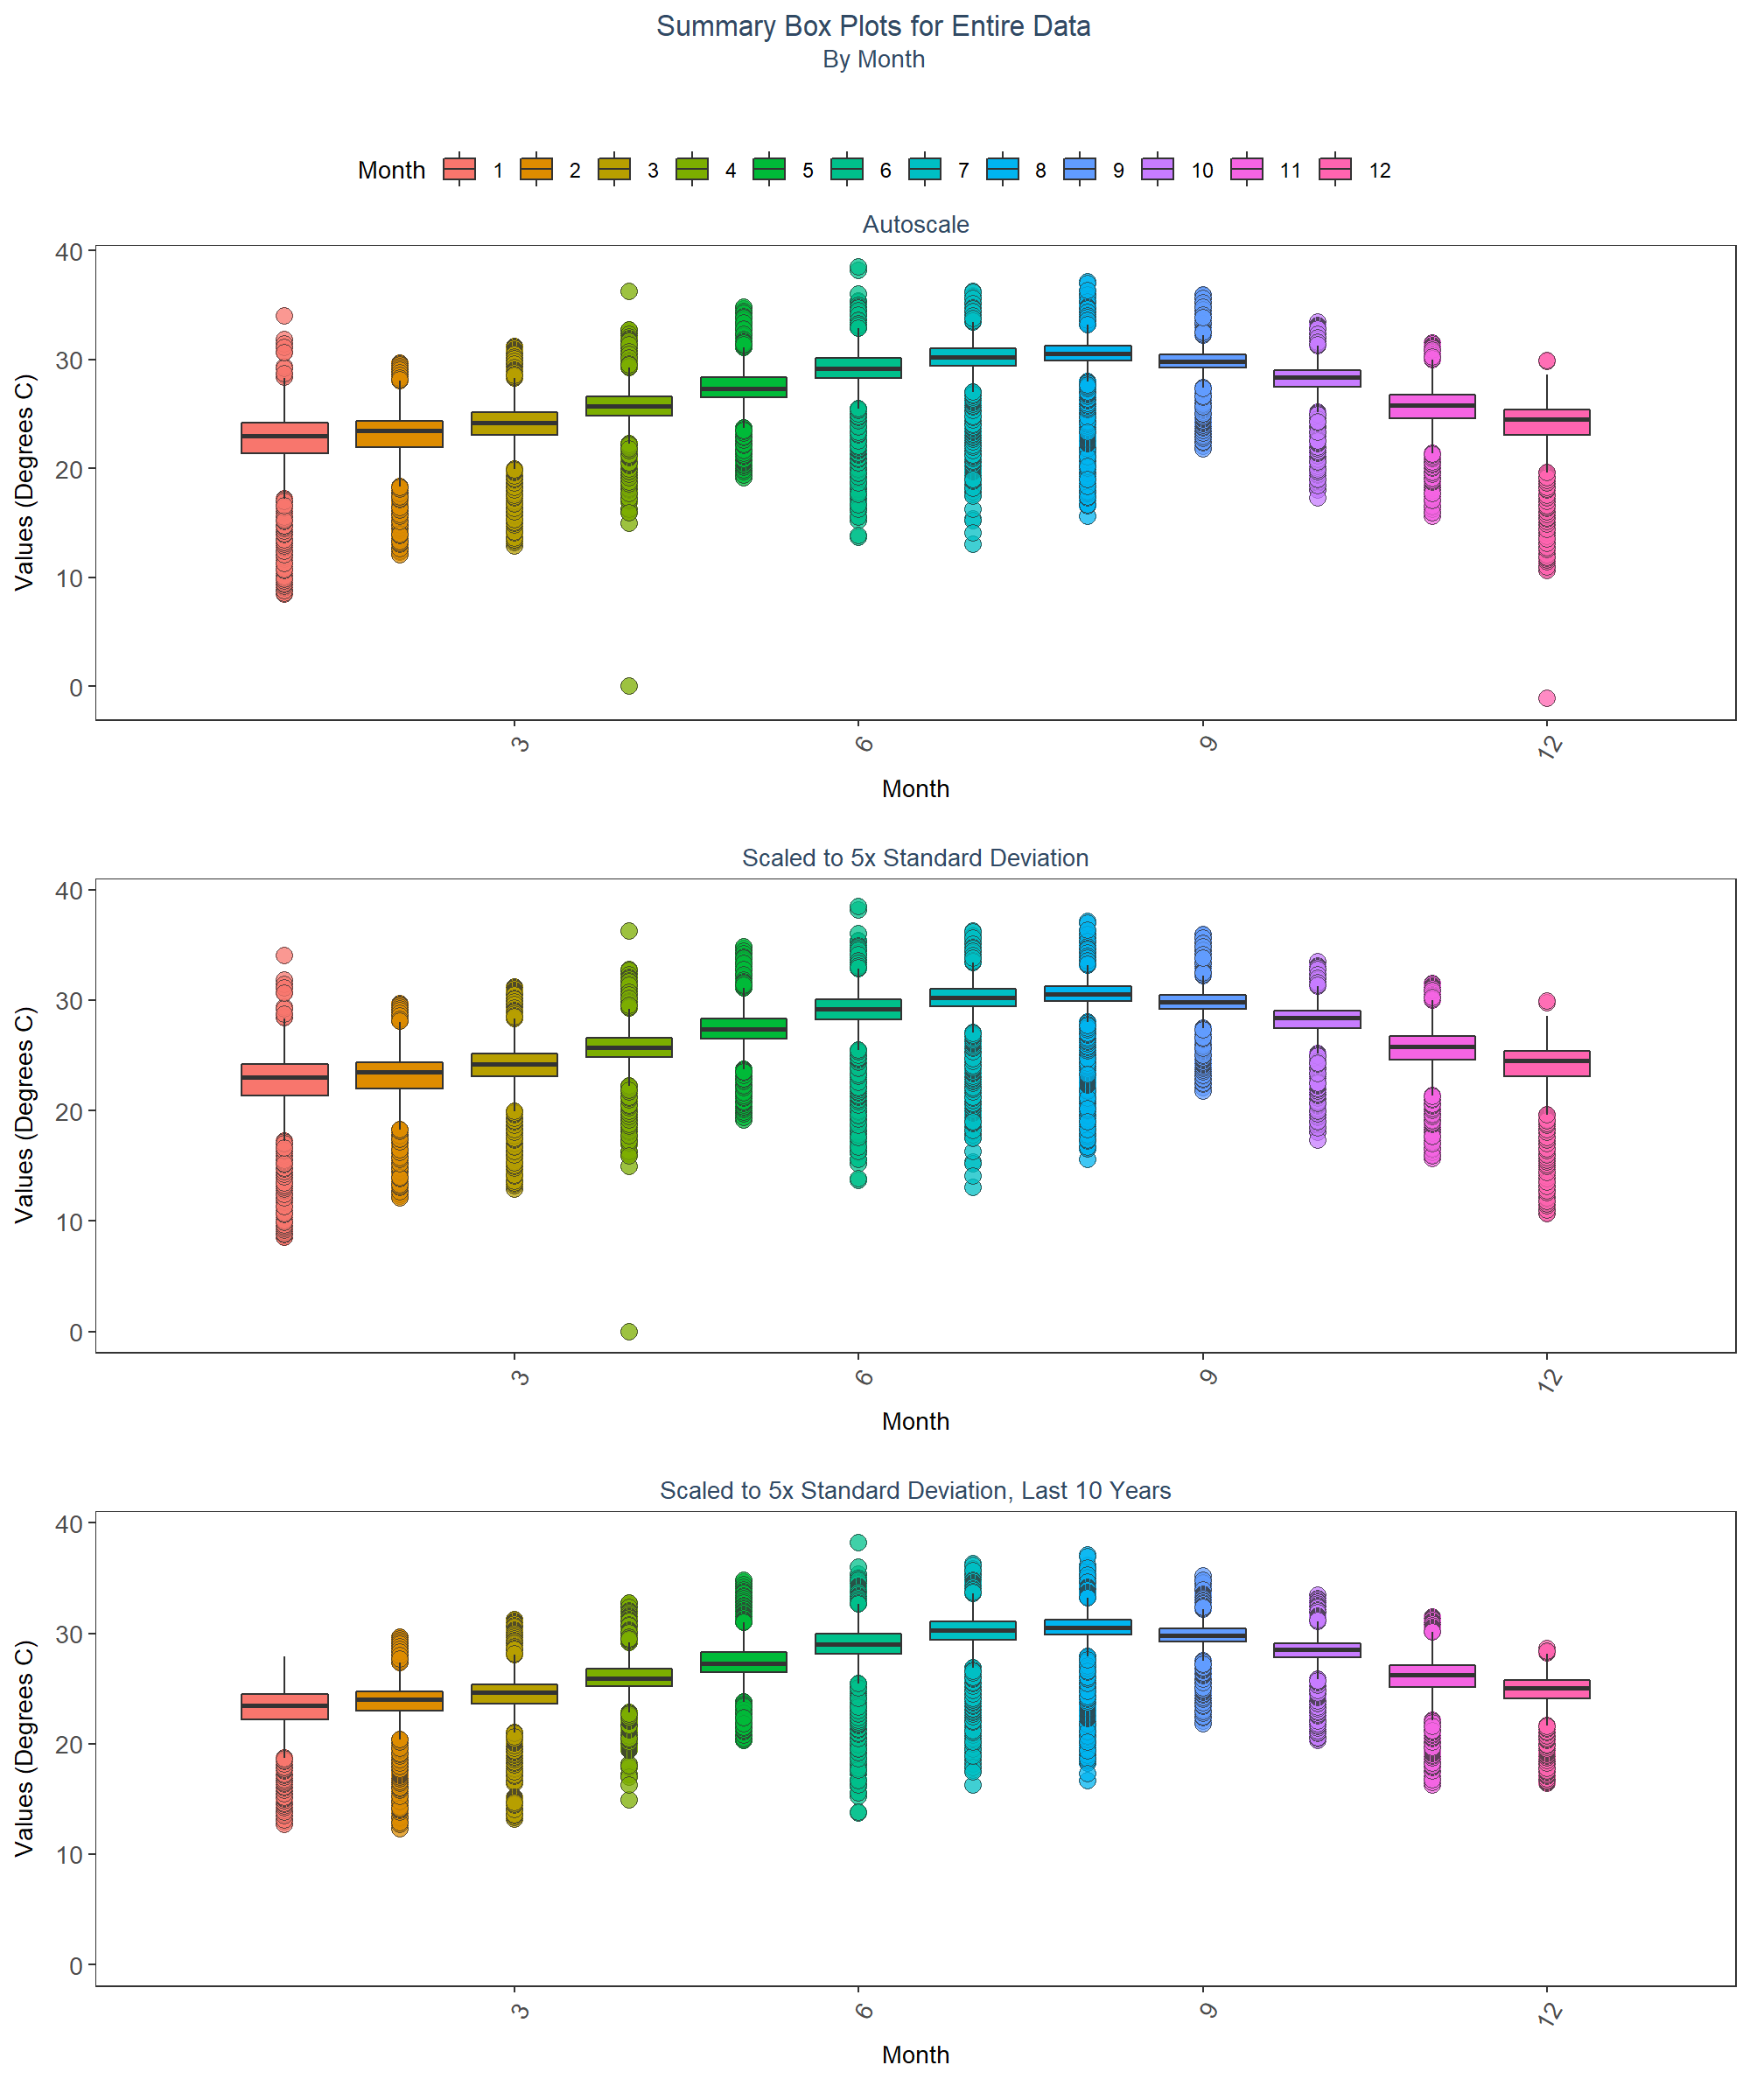 Summary Box Plots for Entire Data
By Month
Month 1 2 3 4 5 6 7 8 9 10 11 12
Autoscale
40
30
20
10
0
Values (Degrees C)
3 6 9 12
Month
Scaled to 5x Standard Deviation
40
30
20
10
0
Values (Degrees C)
3 6 9 12
Month
Scaled to 5x Standard Deviation, Last 10 Years
40
30
20
10
0
Values (Degrees C)
3 6 9 12
Month